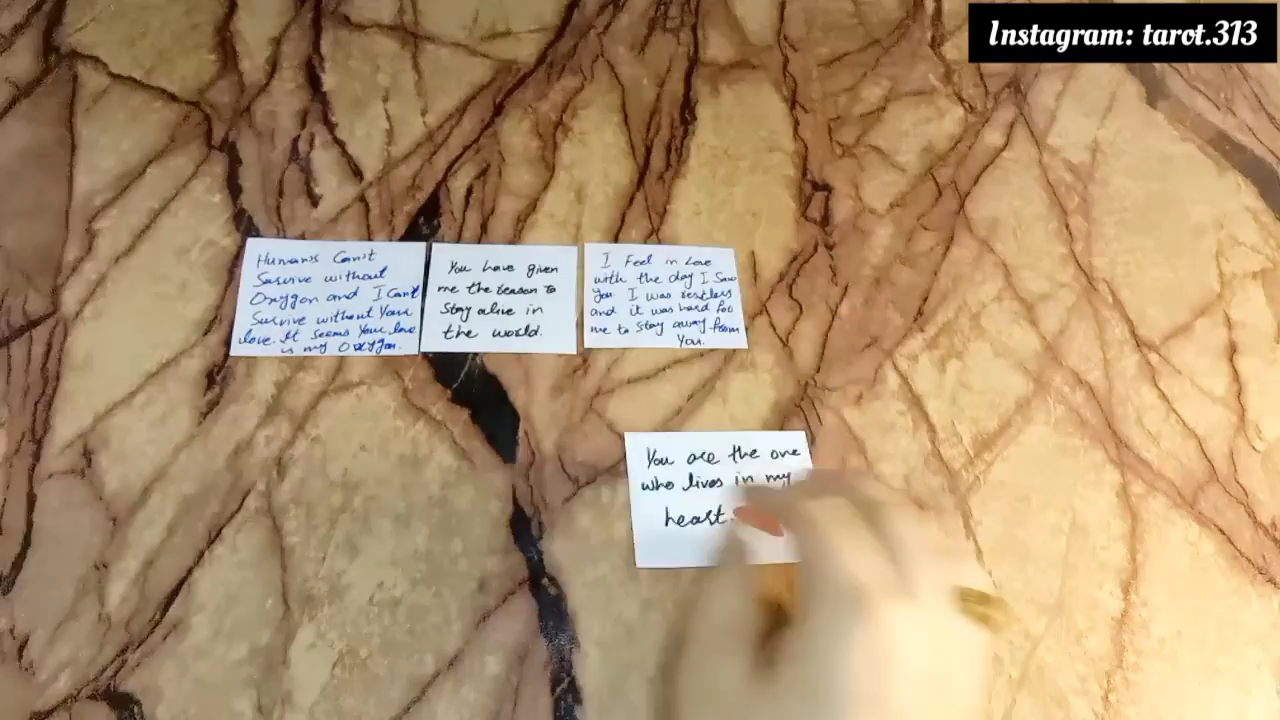 Instagram: tarot.313
Humans Can't
Survive without
Oxygen and I Can't
Survive without Your
love. It seems Your love
is my Oxygen.
You have given
me the reason to
Stay alive in
the world.
I Feel in Love
with the day I Saw
You I was restless
and it was hard for
me to stay away from
You.
You are the one
who lives in my
heart.